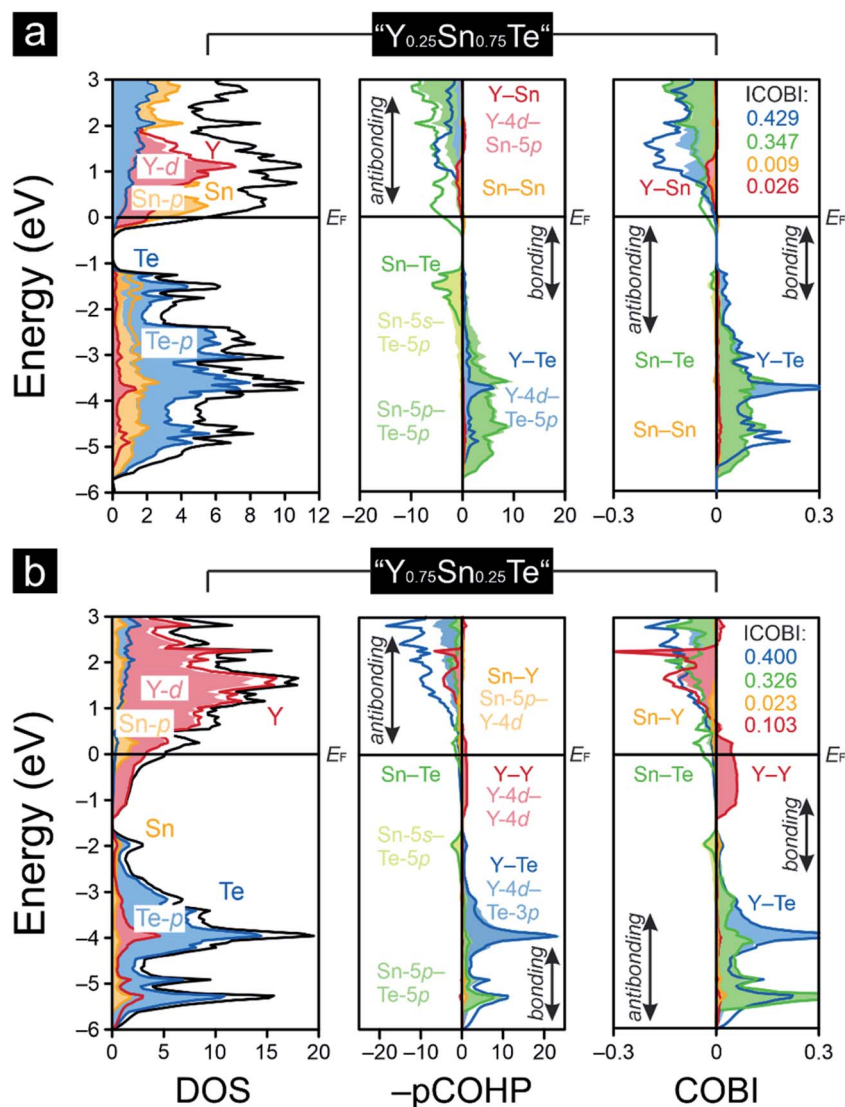 a
“Y0.25Sn0.75Te“
Energy (eV)
3
2
1
0
−1
−2
−3
−4
−5
−6
Y
Y-d
Sn-p
Sn
Te
Te-p
EF
0 2 4 6 8 10 12
antibonding
Y–Sn
Y-4d–
Sn-5p
Sn–Sn
EF
bonding
Sn–Te
Sn-5s–
Te-5p
Y–Te
Y-4d–
Te-5p
Sn-5p–
Te-5p
−20 −10 0 10 20
ICOBI:
0.429
0.347
0.009
0.026
Y–Sn
EF
antibonding
bonding
Sn–Te
Y–Te
Sn–Sn
−0.3 0 0.3
b
“Y0.75Sn0.25Te“
Energy (eV)
3
2
1
0
−1
−2
−3
−4
−5
−6
Y-d
Sn-p
Y
EF
Sn
Te
Te-p
0 5 10 15 20
DOS
antibonding
Sn–Y
Sn-5p–
Y-4d
EF
Sn–Te
Y–Y
Y-4d–
Y-4d
Sn-5s–
Te-5p
Y–Te
Y-4d–
Te-3p
Sn-5p–
Te-5p
bonding
−20 −10 0 10 20
−pCOHP
ICOBI:
0.400
0.326
0.023
0.103
Sn–Y
EF
Sn–Te
Y–Y
bonding
Y–Te
antibonding
−0.3 0 0.3
COBI